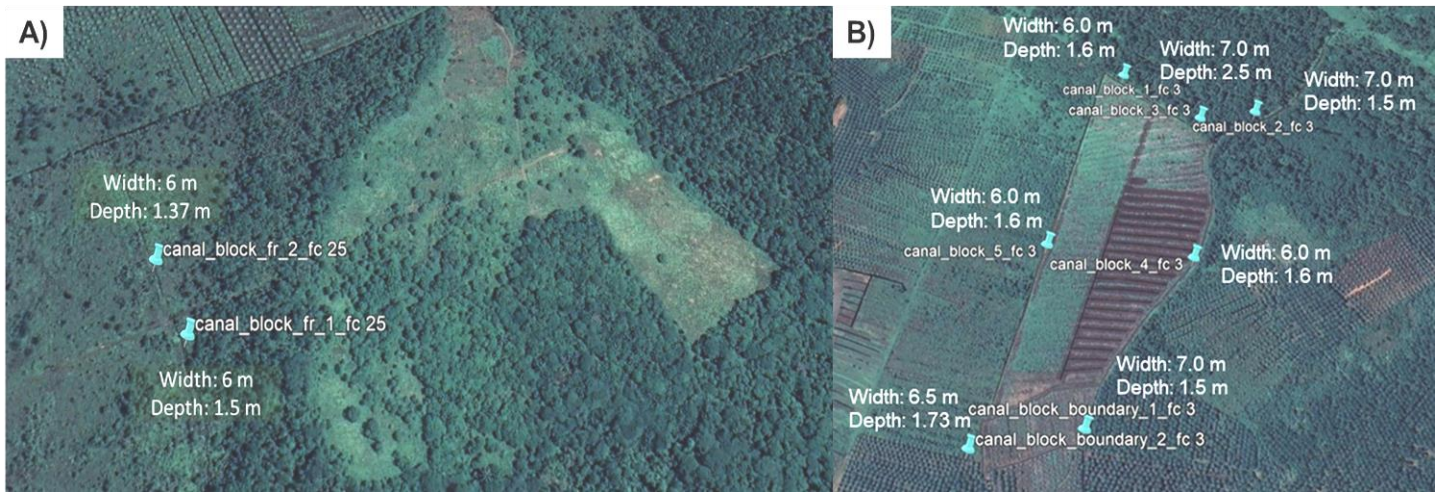 A)
Width: 6 m
Depth: 1.37 m
canal_block_fr_2_fc 25
canal_block_fr_1_fc 25
Width: 6 m
Depth: 1.5 m
B)
Width: 6.0 m
Depth: 1.6 m
Width: 7.0 m
Depth: 2.5 m
Width: 7.0 m
Depth: 1.5 m
canal_block_1_fc 3
canal_block_3_fc 3
canal_block_2_fc 3
Width: 6.0 m
Depth: 1.6 m
canal_block_5_fc 3
canal_block_4_fc 3
Width: 6.0 m
Depth: 1.6 m
Width: 7.0 m
Depth: 1.5 m
Width: 6.5 m
Depth: 1.73 m
canal_block_boundary_1_fc 3
canal_block_boundary_2_fc 3